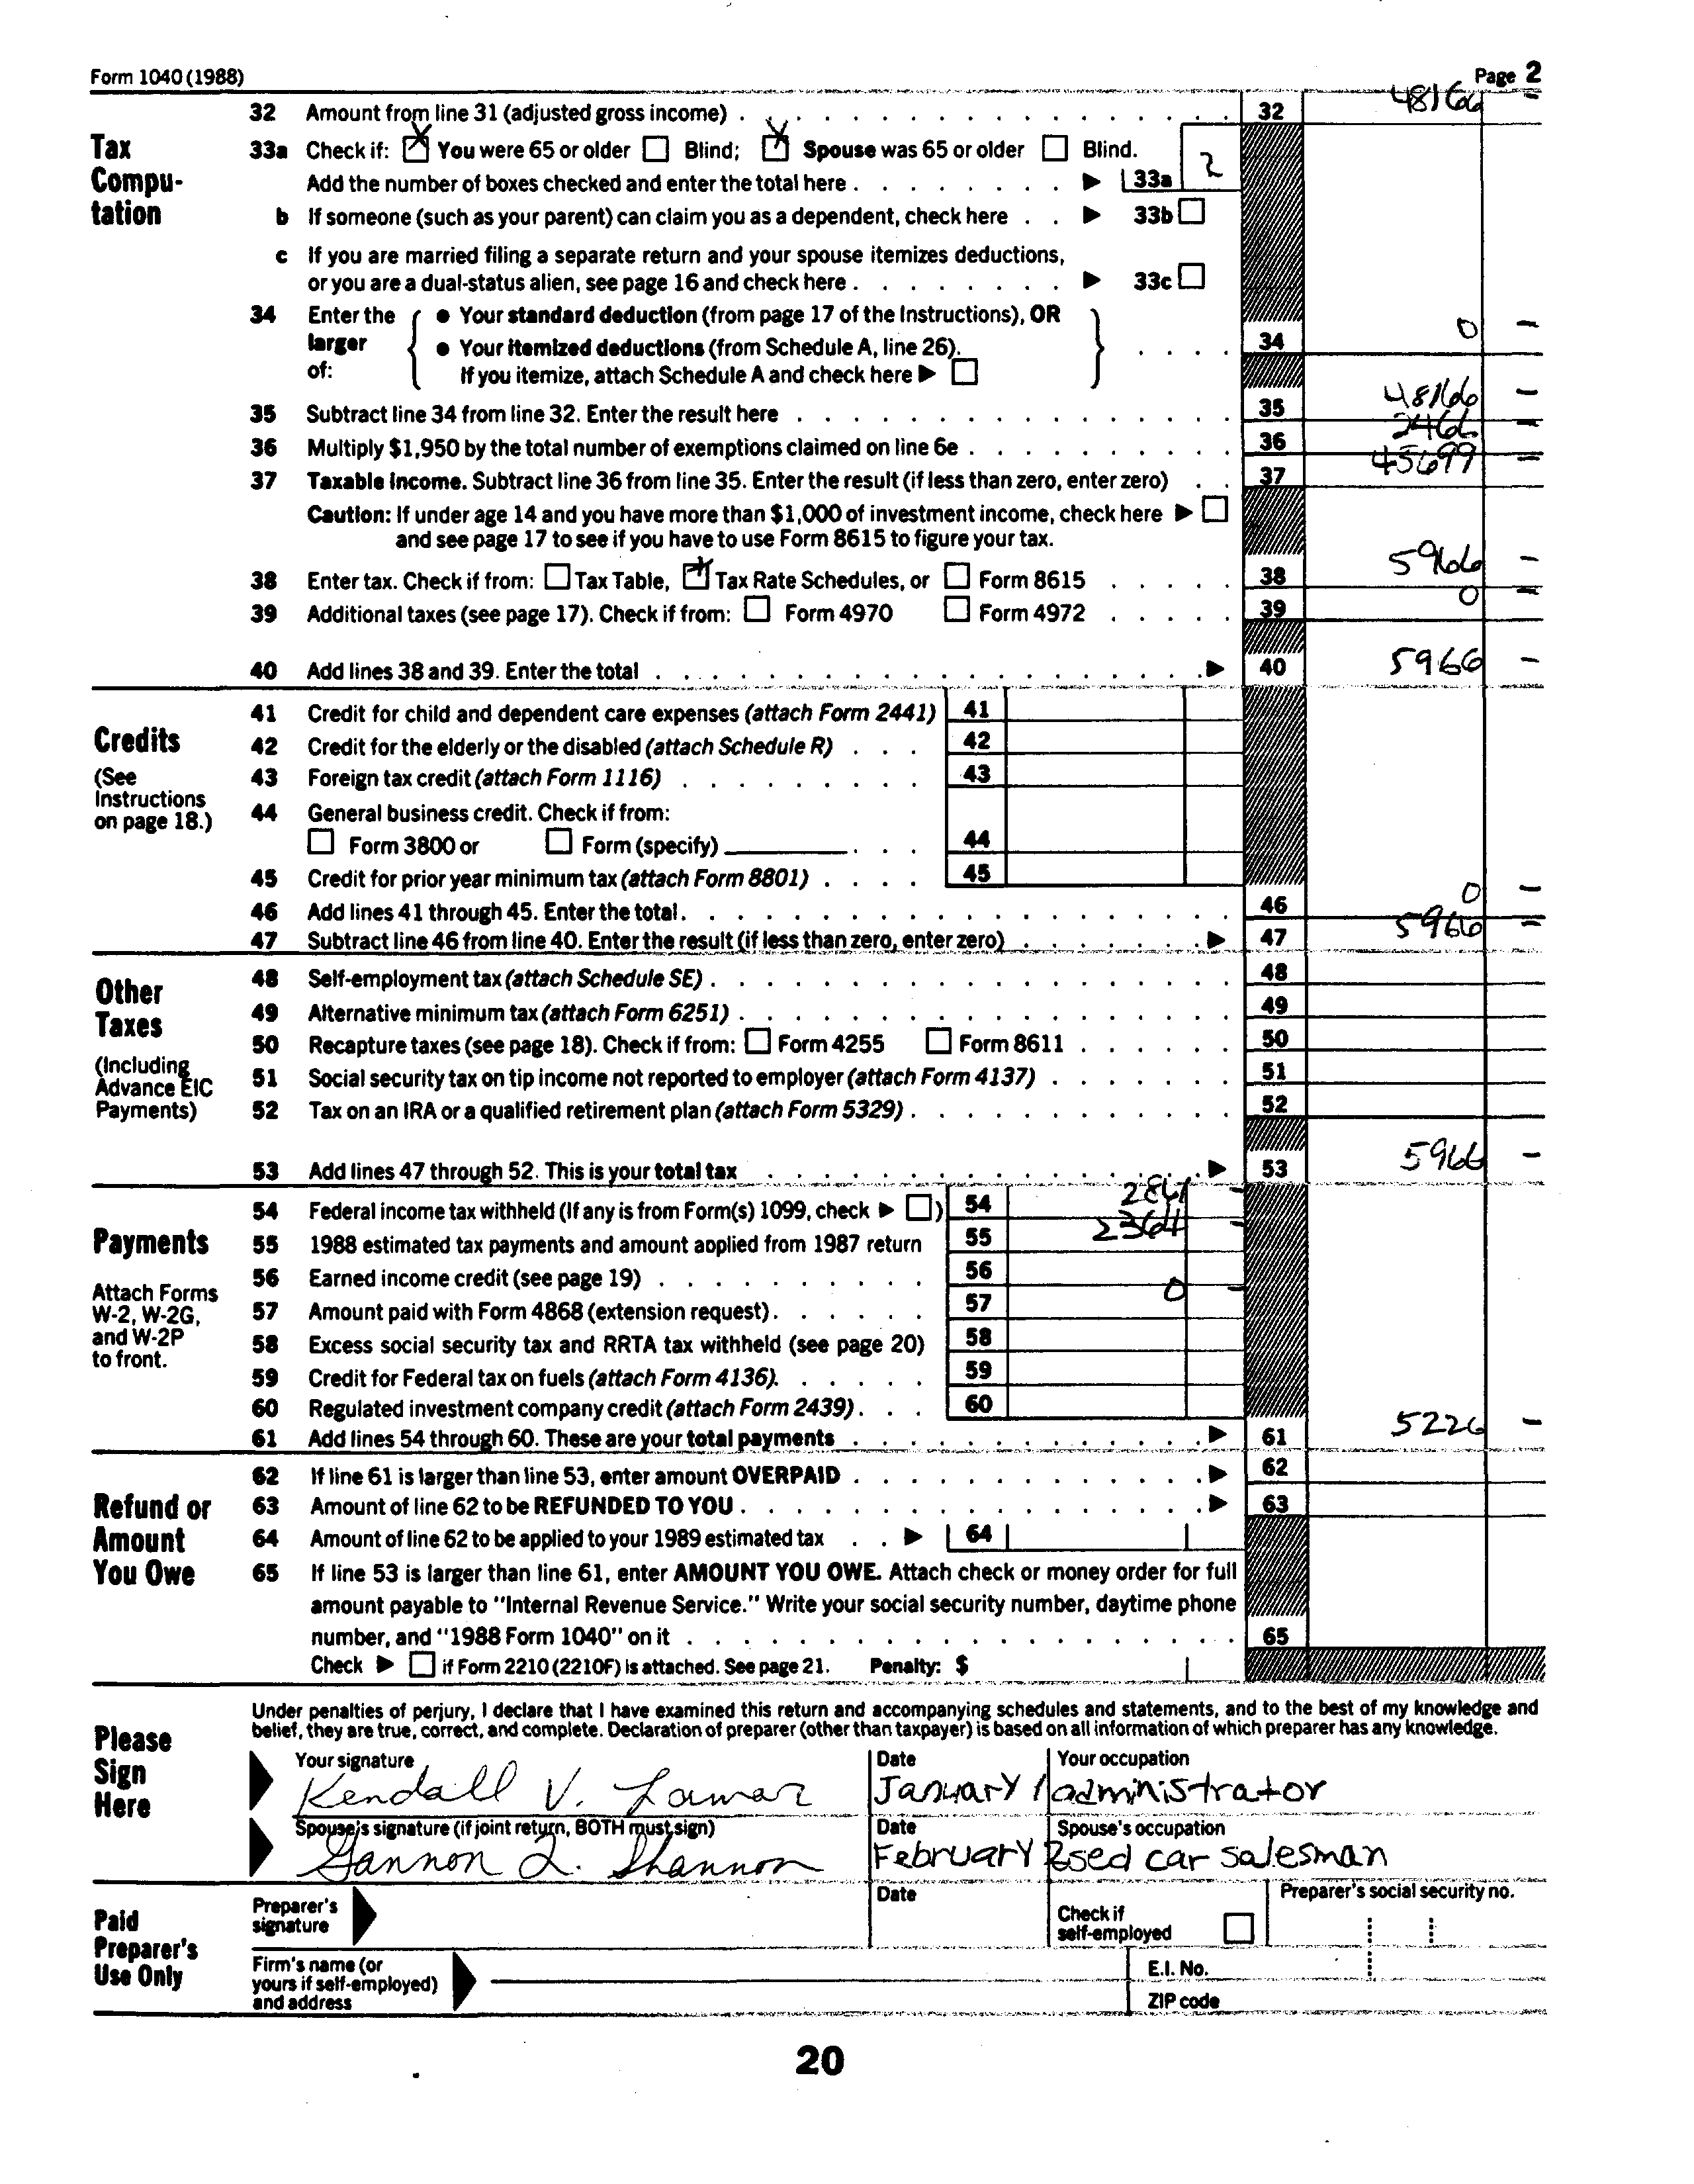 Form 1040 (1988) Page 2
Tax Compu-tation
32 Amount from line 31 (adjusted gross income) 32 48166 –
33a Check if: ☒ You were 65 or older ☐ Blind; ☒ Spouse was 65 or older ☐ Blind.
Add the number of boxes checked and enter the total here ▶ 33a 2
b If someone (such as your parent) can claim you as a dependent, check here ▶ 33b ☐
c If you are married filing a separate return and your spouse itemizes deductions,
or you are a dual-status alien, see page 16 and check here ▶ 33c ☐
34 Enter the larger of: { ● Your standard deduction (from page 17 of the Instructions), OR
● Your itemized deductions (from Schedule A, line 26).
If you itemize, attach Schedule A and check here ▶ ☐ } 34 0 –
35 Subtract line 34 from line 32. Enter the result here 35 48166 –
36 Multiply $1,950 by the total number of exemptions claimed on line 6e 36 2466 –
37 Taxable income. Subtract line 36 from line 35. Enter the result (if less than zero, enter zero) 37 45699 –
Caution: If under age 14 and you have more than $1,000 of investment income, check here ▶ ☐
and see page 17 to see if you have to use Form 8615 to figure your tax.
38 Enter tax. Check if from: ☐ Tax Table, ☒ Tax Rate Schedules, or ☐ Form 8615 38 5966 –
39 Additional taxes (see page 17). Check if from: ☐ Form 4970 ☐ Form 4972 39 0 –
40 Add lines 38 and 39. Enter the total ▶ 40 5966 –
Credits
(See Instructions on page 18.)
41 Credit for child and dependent care expenses (attach Form 2441) 41
42 Credit for the elderly or the disabled (attach Schedule R) 42
43 Foreign tax credit (attach Form 1116) 43
44 General business credit. Check if from:
☐ Form 3800 or ☐ Form (specify) 44
45 Credit for prior year minimum tax (attach Form 8801) 45
46 Add lines 41 through 45. Enter the total. 46 0 –
47 Subtract line 46 from line 40. Enter the result (if less than zero, enter zero) ▶ 47 5966 –
Other Taxes
(Including Advance EIC Payments)
48 Self-employment tax (attach Schedule SE) 48
49 Alternative minimum tax (attach Form 6251) 49
50 Recapture taxes (see page 18). Check if from: ☐ Form 4255 ☐ Form 8611 50
51 Social security tax on tip income not reported to employer (attach Form 4137) 51
52 Tax on an IRA or a qualified retirement plan (attach Form 5329) 52
53 Add lines 47 through 52. This is your total tax ▶ 53 5966 –
Payments
Attach Forms W-2, W-2G, and W-2P to front.
54 Federal income tax withheld (If any is from Form(s) 1099, check ▶ ☐) 54 –
55 1988 estimated tax payments and amount applied from 1987 return 55 2364 –
56 Earned income credit (see page 19) 56
57 Amount paid with Form 4868 (extension request) 57 0 –
58 Excess social security tax and RRTA tax withheld (see page 20) 58
59 Credit for Federal tax on fuels (attach Form 4136). 59
60 Regulated investment company credit (attach Form 2439) 60
61 Add lines 54 through 60. These are your total payments ▶ 61 5226 –
Refund or Amount You Owe
62 If line 61 is larger than line 53, enter amount OVERPAID ▶ 62
63 Amount of line 62 to be REFUNDED TO YOU ▶ 63
64 Amount of line 62 to be applied to your 1989 estimated tax ▶ 64
65 If line 53 is larger than line 61, enter AMOUNT YOU OWE. Attach check or money order for full
amount payable to "Internal Revenue Service." Write your social security number, daytime phone
number, and "1988 Form 1040" on it 65
Check ▶ ☐ if Form 2210 (2210F) is attached. See page 21. Penalty: $
Please Sign Here
Under penalties of perjury, I declare that I have examined this return and accompanying schedules and statements, and to the best of my knowledge and
belief, they are true, correct, and complete. Declaration of preparer (other than taxpayer) is based on all information of which preparer has any knowledge.
Your signature Date Your occupation
Kendall V. Lamar January 1 administrator
Spouse's signature (if joint return, BOTH must sign) Date Spouse's occupation
Gannon Q. Shannon February used car salesman
Paid Preparer's Use Only
Preparer's signature Date Check if self-employed ☐ Preparer's social security no.
Firm's name (or yours if self-employed) and address E.I. No.
ZIP code
20